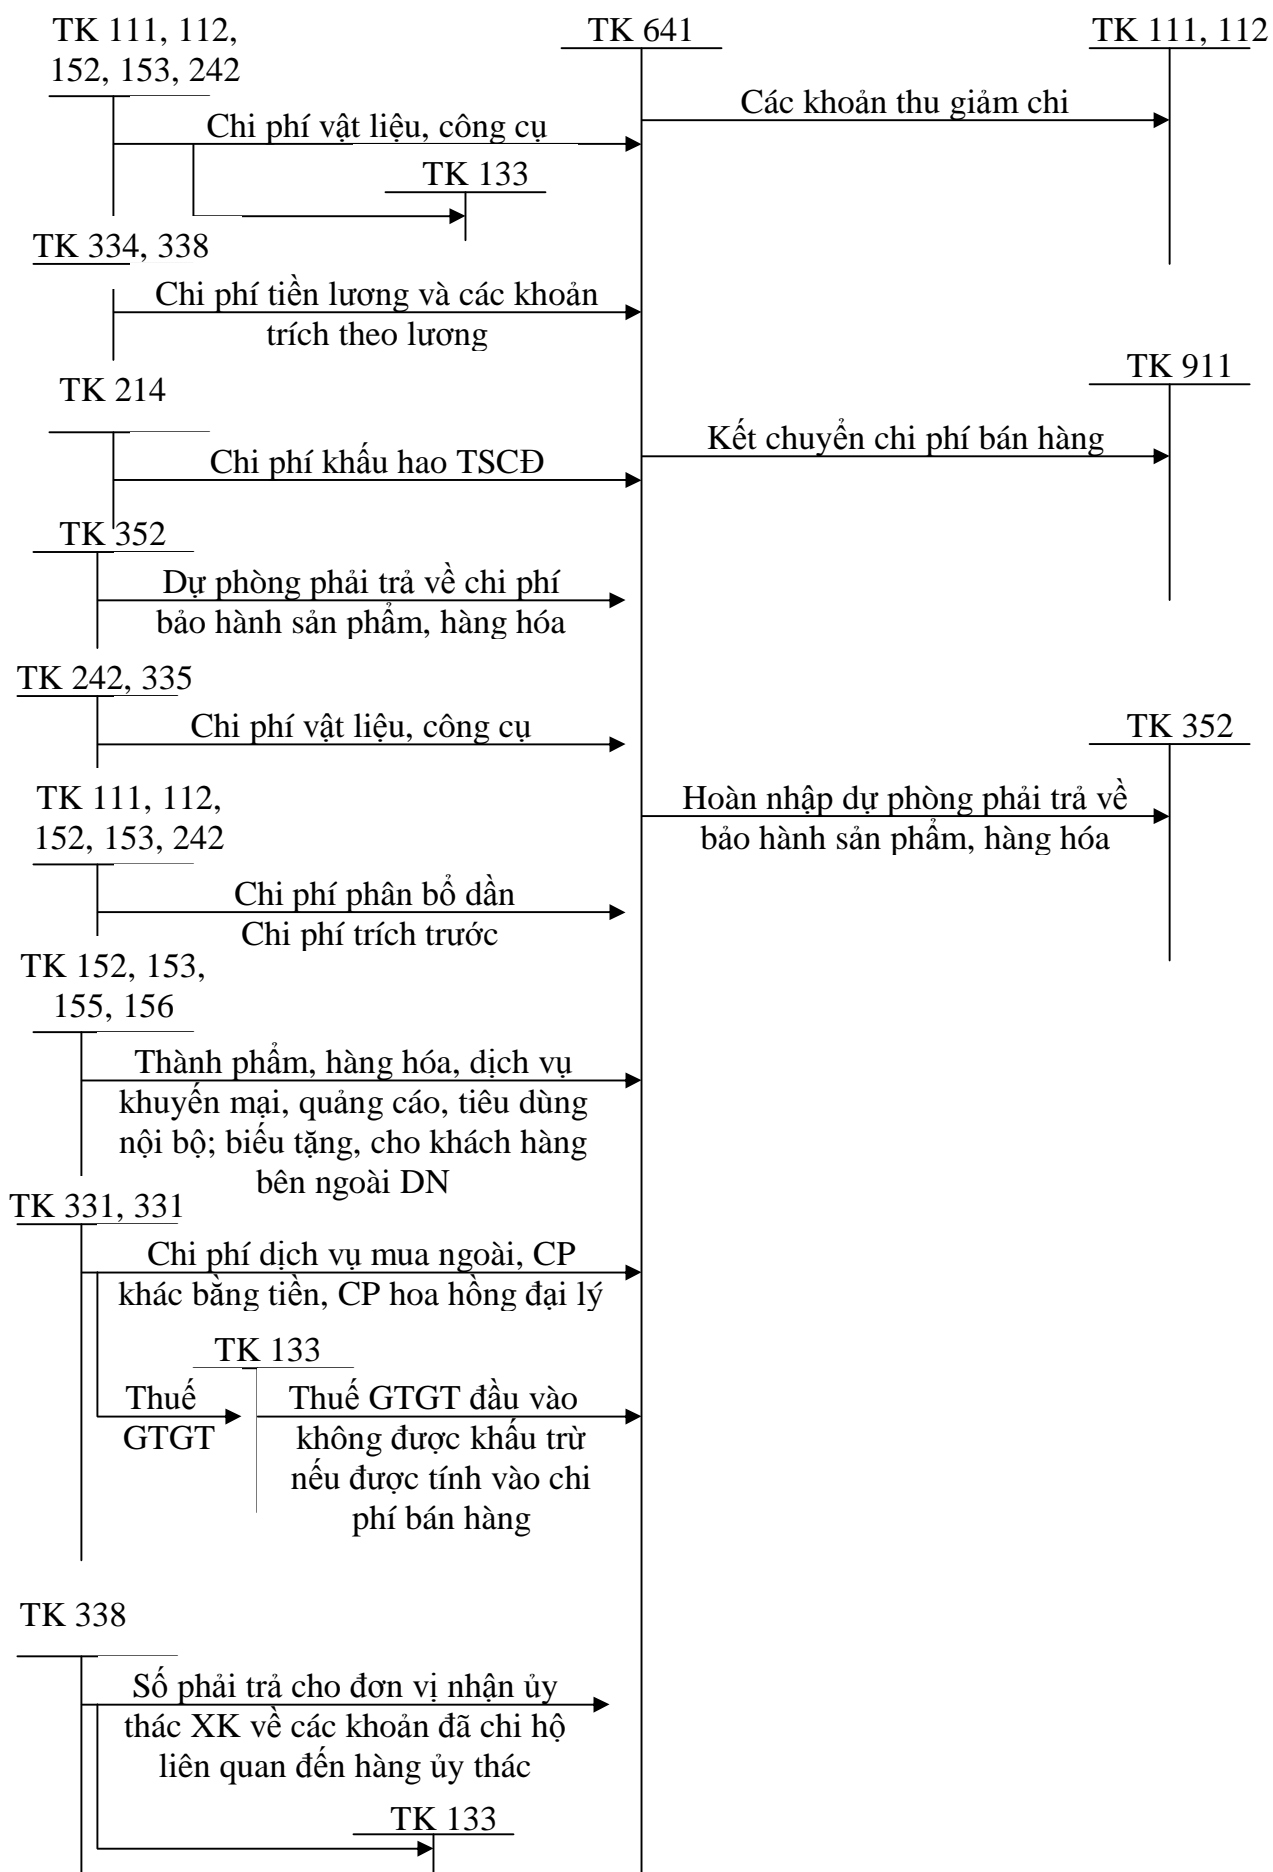 TK 111, 112,
152, 153, 242
TK 641
TK 111, 112
Chi phí vật liệu, công cụ
Các khoản thu giảm chi
TK 133
TK 334, 338
Chi phí tiền lương và các khoản
trích theo lương
TK 911
TK 214
Kết chuyển chi phí bán hàng
Chi phí khấu hao TSCĐ
TK 352
Dự phòng phải trả về chi phí
bảo hành sản phẩm, hàng hóa
TK 242, 335
Chi phí vật liệu, công cụ
TK 352
TK 111, 112,
152, 153, 242
Hoàn nhập dự phòng phải trả về
bảo hành sản phẩm, hàng hóa
Chi phí phân bổ dần
Chi phí trích trước
TK 152, 153,
155, 156
Thành phẩm, hàng hóa, dịch vụ
khuyến mại, quảng cáo, tiêu dùng
nội bộ; biếu tặng, cho khách hàng
bên ngoài DN
TK 331, 331
Chi phí dịch vụ mua ngoài, CP
khác bằng tiền, CP hoa hồng đại lý
TK 133
Thuế
GTGT
Thuế GTGT đầu vào
không được khấu trừ
nếu được tính vào chi
phí bán hàng
TK 338
Số phải trả cho đơn vị nhận ủy
thác XK về các khoản đã chi hộ
liên quan đến hàng ủy thác
TK 133